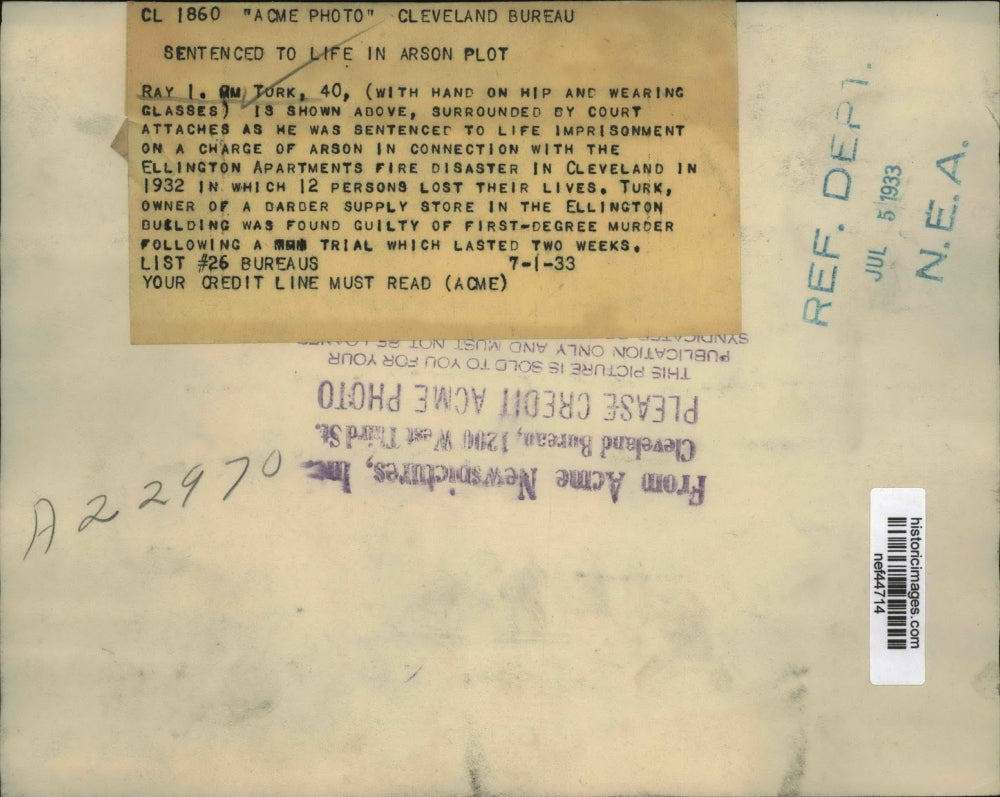 CL 1860 "ACME PHOTO" CLEVELAND BUREAU
SENTENCED TO LIFE IN ARSON PLOT
RAY I. TURK, 40, (WITH HAND ON HIP AND WEARING
GLASSES) IS SHOWN ABOVE, SURROUNDED BY COURT
ATTACHES AS HE WAS SENTENCED TO LIFE IMPRISONMENT
ON A CHARGE OF ARSON IN CONNECTION WITH THE
ELLINGTON APARTMENTS FIRE DISASTER IN CLEVELAND IN
1932 IN WHICH 12 PERSONS LOST THEIR LIVES. TURK,
OWNER OF A BARBER SUPPLY STORE IN THE ELLINGTON
BUILDING WAS FOUND GUILTY OF FIRST-DEGREE MURDER
FOLLOWING A TRIAL WHICH LASTED TWO WEEKS.
LIST #26 BUREAUS 7-1-33
YOUR CREDIT LINE MUST READ (ACME)
REF. DEPT.
JUL 5 1933
N.E.A.
From Acme Newspictures, Inc.
Cleveland Bureau, 1200 West Third St.
PLEASE CREDIT ACME PHOTO
THIS PICTURE IS SOLD TO YOU FOR YOUR
PUBLICATION ONLY AND MUST NOT BE LOANED
SYNDICATED
A22970
historicimages.com
nef44714